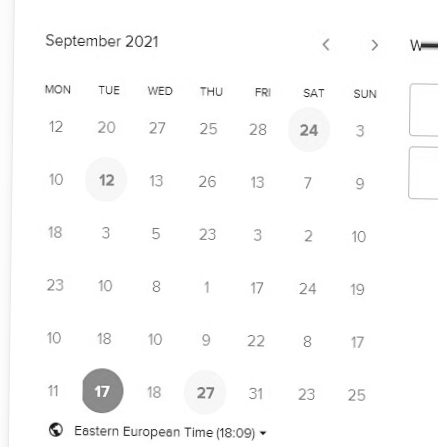 September 2021 < >
MON TUE WED THU FRI SAT SUN
12 20 27 25 28 24 3
10 12 13 26 13 7 9
18 3 5 23 3 2 10
23 10 8 1 17 24 19
10 18 10 9 22 8 17
11 17 18 27 31 23 25
Eastern European Time (18:09)